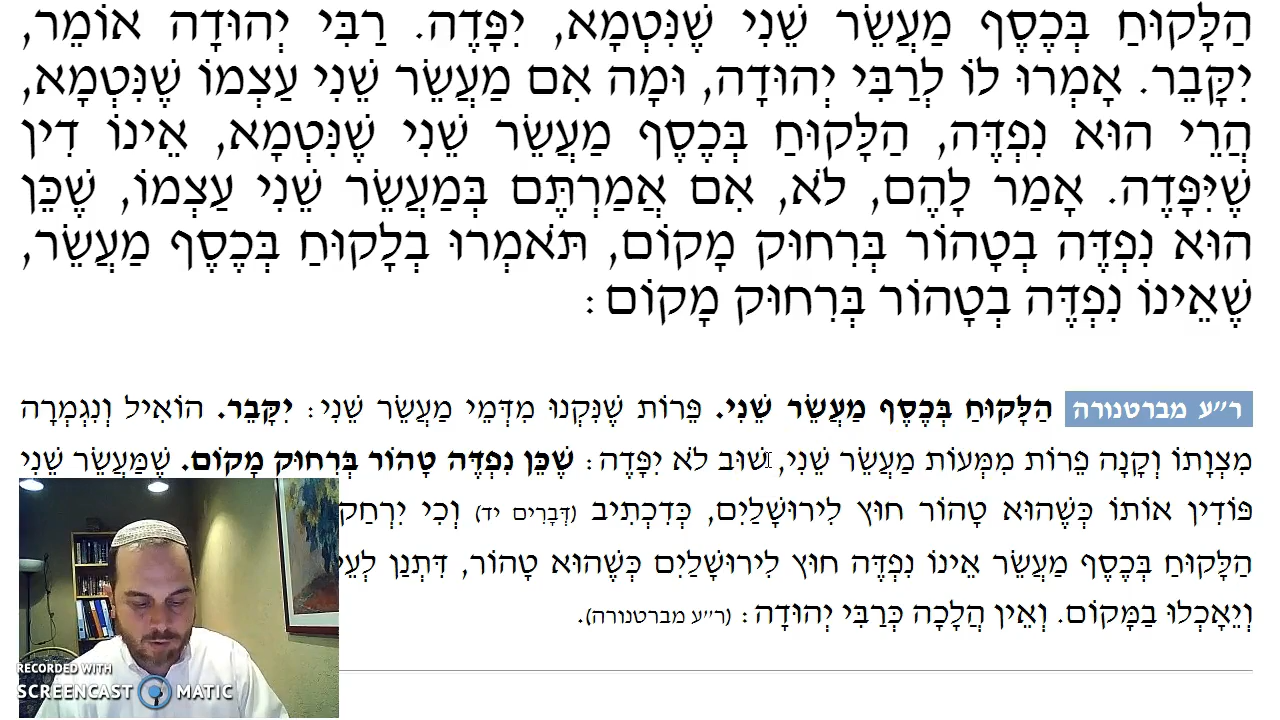 הַלָּקוּחַ בְּכֶסֶף מַעֲשֵׂר שֵׁנִי שֶׁנִּטְמָא, יִפָּדֶה. רַבִּי יְהוּדָה אוֹמֵר,
יִקָּבֵר. אָמְרוּ לוֹ לְרַבִּי יְהוּדָה, וּמָה אִם מַעֲשֵׂר שֵׁנִי עַצְמוֹ שֶׁנִּטְמָא,
הֲרֵי הוּא נִפְדֶּה, הַלָּקוּחַ בְּכֶסֶף מַעֲשֵׂר שֵׁנִי שֶׁנִּטְמָא, אֵינוֹ דִין
שֶׁיִּפָּדֶה. אָמַר לָהֶם, לֹא, אִם אֲמַרְתֶּם בְּמַעֲשֵׂר שֵׁנִי עַצְמוֹ, שֶׁכֵּן
הוּא נִפְדֶּה בְטָהוֹר בְּרִחוּק מָקוֹם, תֹּאמְרוּ בְלָקוּחַ בְּכֶסֶף מַעֲשֵׂר,
שֶׁאֵינוֹ נִפְדֶּה בְטָהוֹר בְּרִחוּק מָקוֹם:
ר״ע מברטנורה הַלָּקוּחַ בְּכֶסֶף מַעֲשֵׂר שֵׁנִי. פֵּרוֹת שֶׁנִּקְנוּ מִדְּמֵי מַעֲשֵׂר שֵׁנִי: יִקָּבֵר. הוֹאִיל וְנִגְמְרָה
מִצְוָתוֹ וְקָנָה פֵרוֹת מִמְּעוֹת מַעֲשֵׂר שֵׁנִי, שׁוּב לֹא יִפָּדֶה: שֶׁכֵּן נִפְדֶּה טָהוֹר בְּרִחוּק מָקוֹם. שֶׁמַּעֲשֵׂר שֵׁנִי
פּוֹדִין אוֹתוֹ כְּשֶׁהוּא טָהוֹר חוּץ לִירוּשָׁלַיִם, כְּדִכְתִיב (דְּבָרִים יד) וְכִי יִרְחַק
הַלָּקוּחַ בְּכֶסֶף מַעֲשֵׂר אֵינוֹ נִפְדֶּה חוּץ לִירוּשָׁלַיִם כְּשֶׁהוּא טָהוֹר, דִּתְנַן לְעֵי
וְיֵאָכְלוּ בַמָּקוֹם. וְאֵין הֲלָכָה כְּרַבִּי יְהוּדָה: (ר״ע מברטנורה).
RECORDED WITH
SCREENCAST MATIC